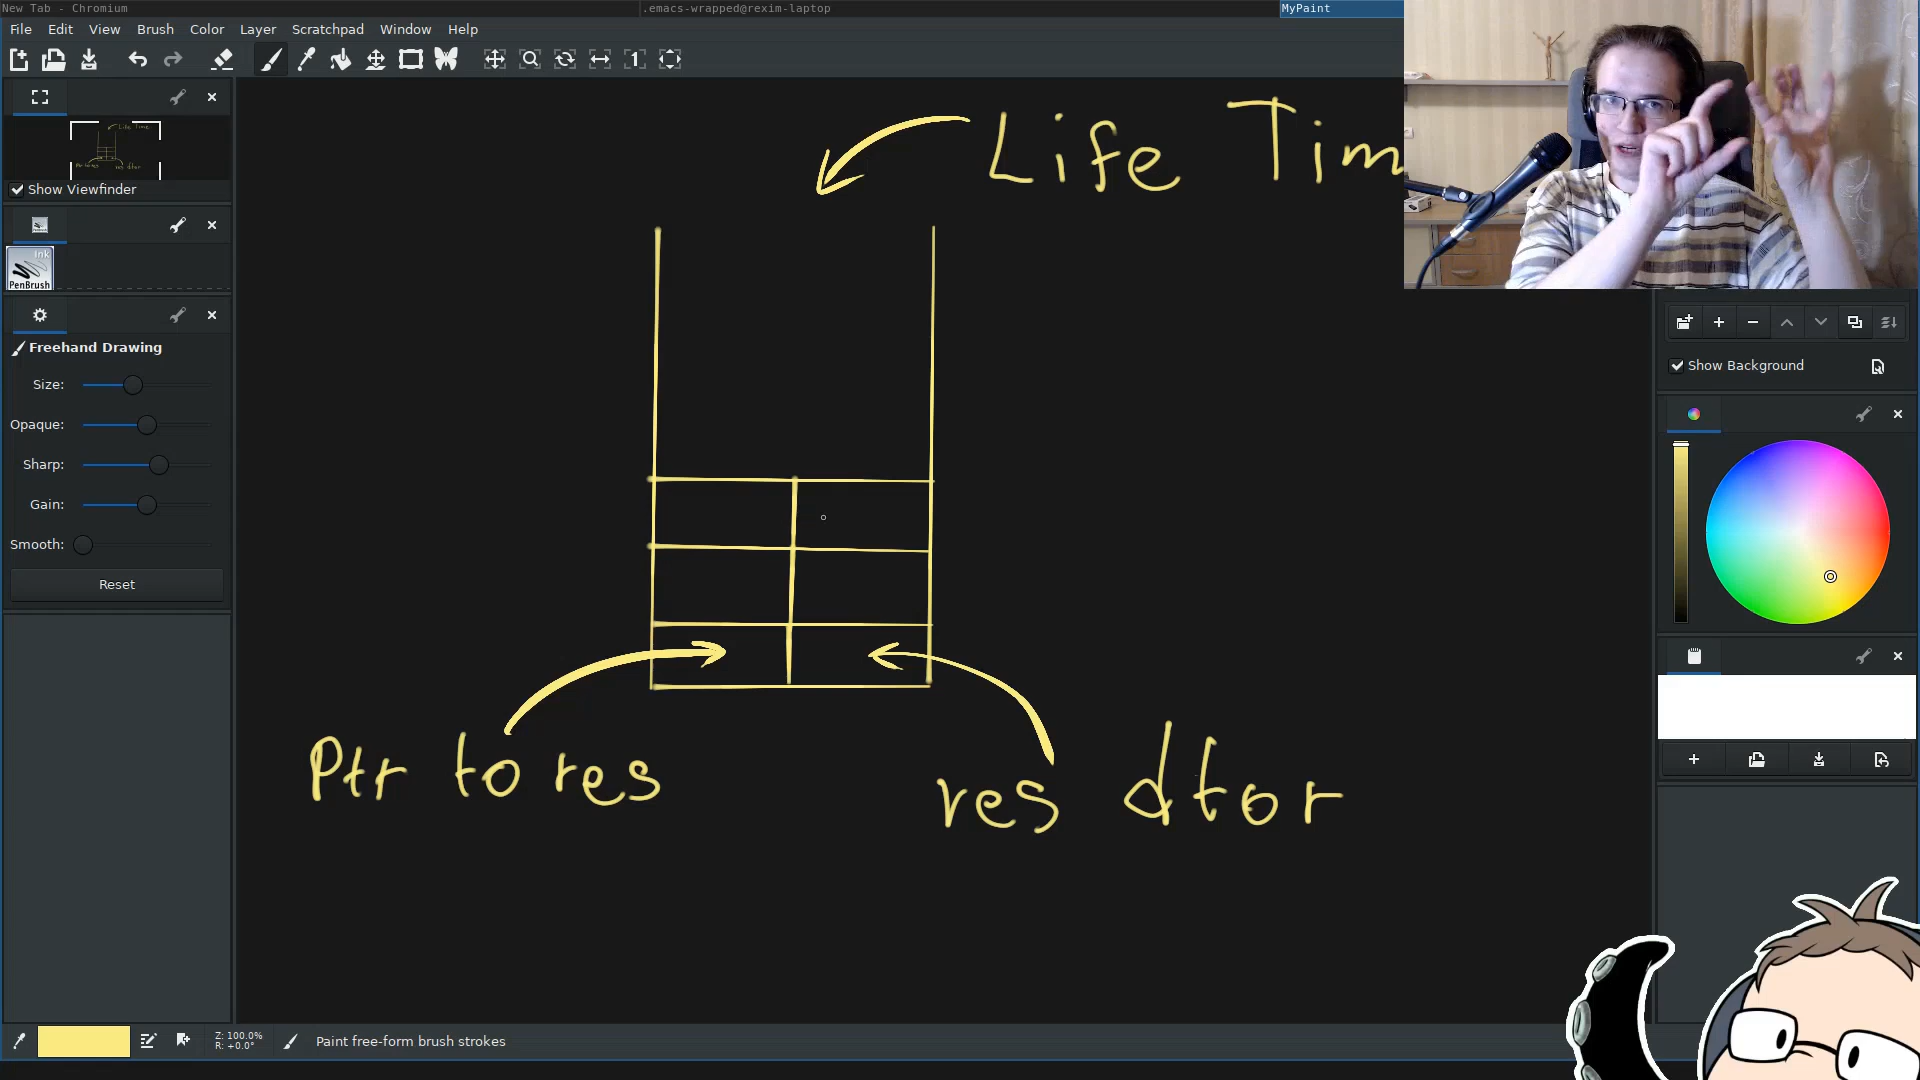 New Tab - Chromium
.emacs-wrapped@rexim-laptop
MyPaint
File Edit View Brush Color Layer Scratchpad Window Help
Show Viewfinder
Ink
PenBrush
Freehand Drawing
Size:
Opaque:
Sharp:
Gain:
Smooth:
Reset
Life Tim
Ptr to res
res dtor
Show Background
Z: 100.0%
R: +0.0°
Paint free-form brush strokes